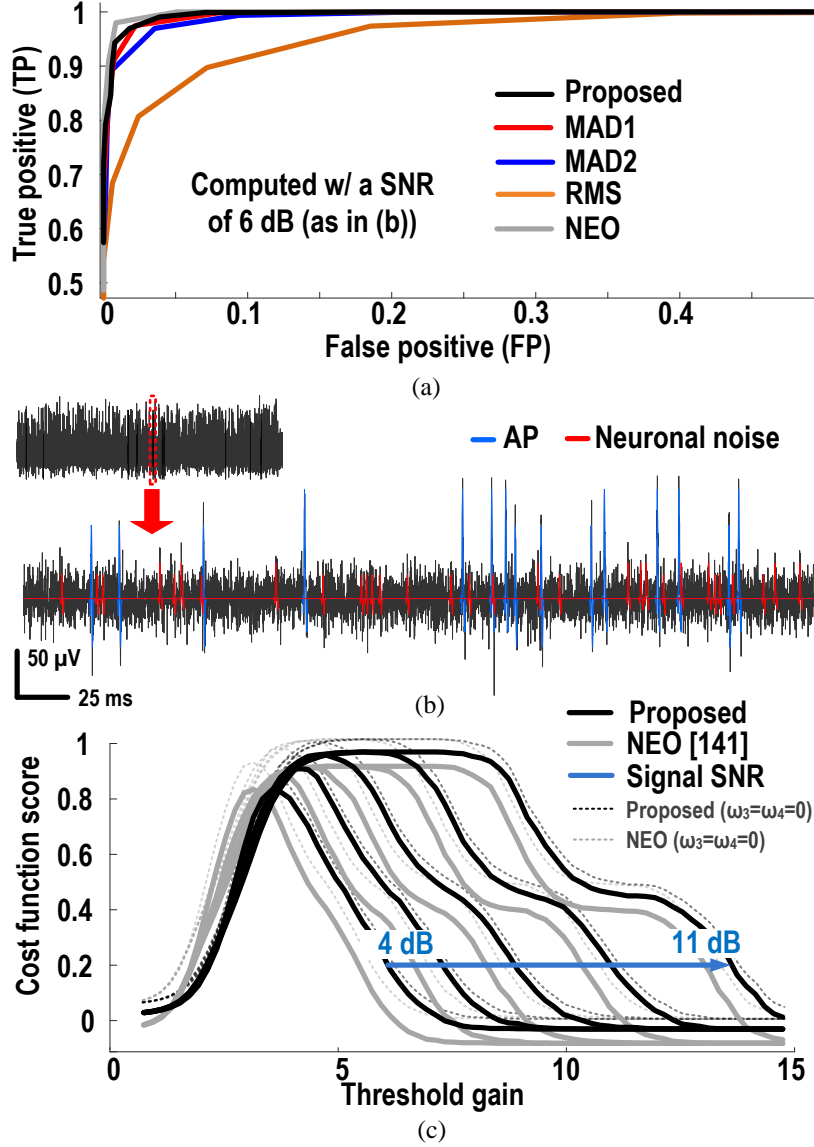 True positive (TP)
1
0.9
0.8
0.7
0.6
0.5
Proposed
MAD1
MAD2
RMS
NEO
Computed w/ a SNR
of 6 dB (as in (b))
0 0.1 0.2 0.3 0.4
False positive (FP)
(a)
AP Neuronal noise
50 µV
25 ms
(b)
Proposed
NEO [141]
Signal SNR
Proposed (ω₃=ω₄=0)
NEO (ω₃=ω₄=0)
Cost function score
1
0.8
0.6
0.4
0.2
0
4 dB 11 dB
0 5 10 15
Threshold gain
(c)